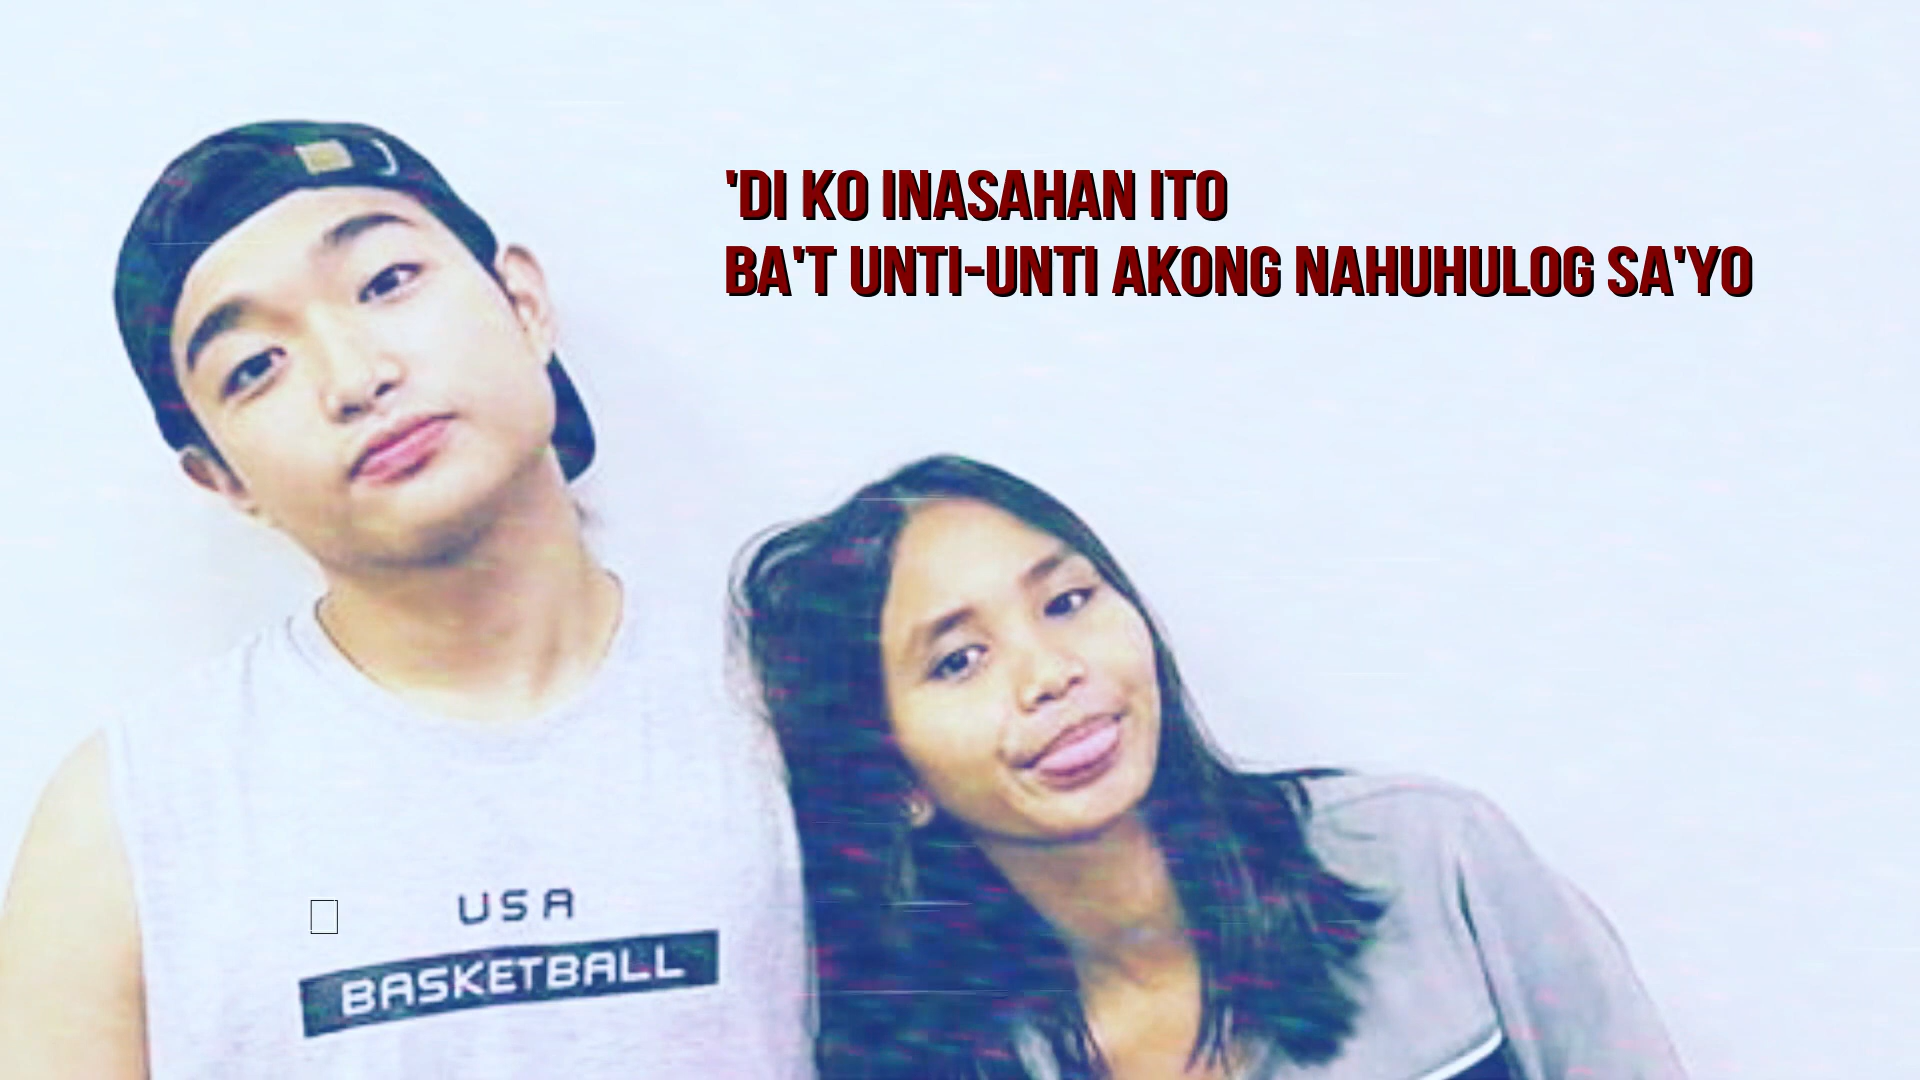 'DI KO INASAHAN ITO
BA'T UNTI-UNTI AKONG NAHUHULOG SA'YO
USA
BASKETBALL